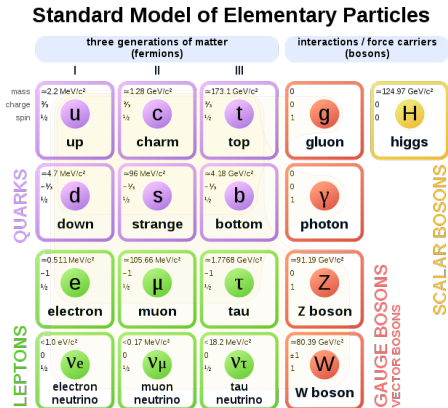 Standard Model of Elementary Particles
three generations of matter
(fermions)
interactions / force carriers
(bosons)
I II III
mass
charge
spin
≃2.2 MeV/c²
⅔
½
u
up
≃1.28 GeV/c²
⅔
½
c
charm
≃173.1 GeV/c²
⅔
½
t
top
0
0
1
g
gluon
≃124.97 GeV/c²
0
0
H
higgs
QUARKS
≃4.7 MeV/c²
−⅓
½
d
down
≃96 MeV/c²
−⅓
½
s
strange
≃4.18 GeV/c²
−⅓
½
b
bottom
0
0
1
γ
photon
SCALAR BOSONS
≃0.511 MeV/c²
−1
½
e
electron
≃105.66 MeV/c²
−1
½
μ
muon
≃1.7768 GeV/c²
−1
½
τ
tau
≃91.19 GeV/c²
0
1
Z
Z boson
LEPTONS
<1.0 eV/c²
0
½
νe
electron
neutrino
<0.17 MeV/c²
0
½
νμ
muon
neutrino
<18.2 MeV/c²
0
½
ντ
tau
neutrino
≃80.39 GeV/c²
±1
1
W
W boson
GAUGE BOSONS
VECTOR BOSONS